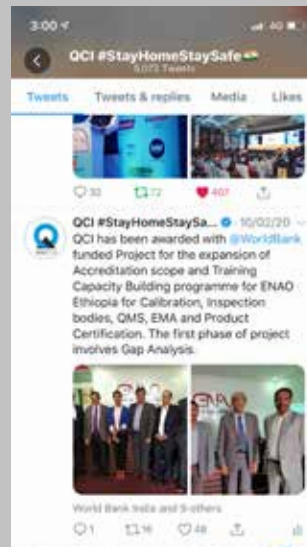 3:00
4G
QCI #StayHomeStaySafe
5,073 Tweets
Tweets Tweets & replies Media Likes
30 72 407
QCI #StayHomeStaySa... 10/02/20
QCI has been awarded with @WorldBank
funded Project for the expansion of
Accreditation scope and Training
Capacity Building programme for ENAO
Ethiopia for Calibration, Inspection
bodies, QMS, EMA and Product
Certification. The first phase of project
involves Gap Analysis.
World Bank India and 9 others
1 16 48